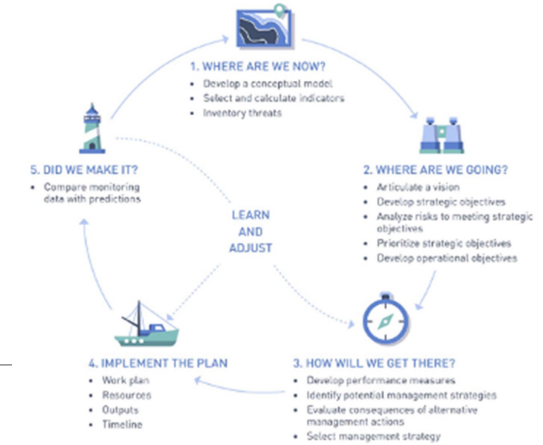 1. WHERE ARE WE NOW?
• Develop a conceptual model
• Select and calculate indicators
• Inventory threats
2. WHERE ARE WE GOING?
• Articulate a vision
• Develop strategic objectives
• Analyze risks to meeting strategic
objectives
• Prioritize strategic objectives
• Develop operational objectives
3. HOW WILL WE GET THERE?
• Develop performance measures
• Identify potential management strategies
• Evaluate consequences of alternative
management actions
• Select management strategy
4. IMPLEMENT THE PLAN
• Work plan
• Resources
• Outputs
• Timeline
5. DID WE MAKE IT?
• Compare monitoring
data with predictions
LEARN
AND
ADJUST